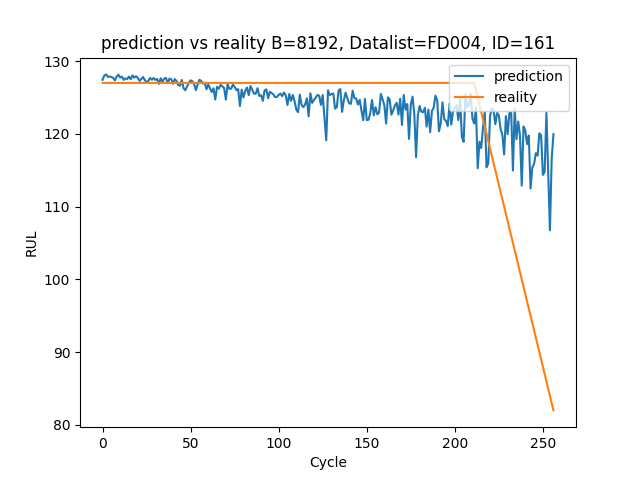 prediction vs reality B=8192, Datalist=FD004, ID=161
prediction
reality
130
120
110
100
90
80
RUL
0 50 100 150 200 250
Cycle